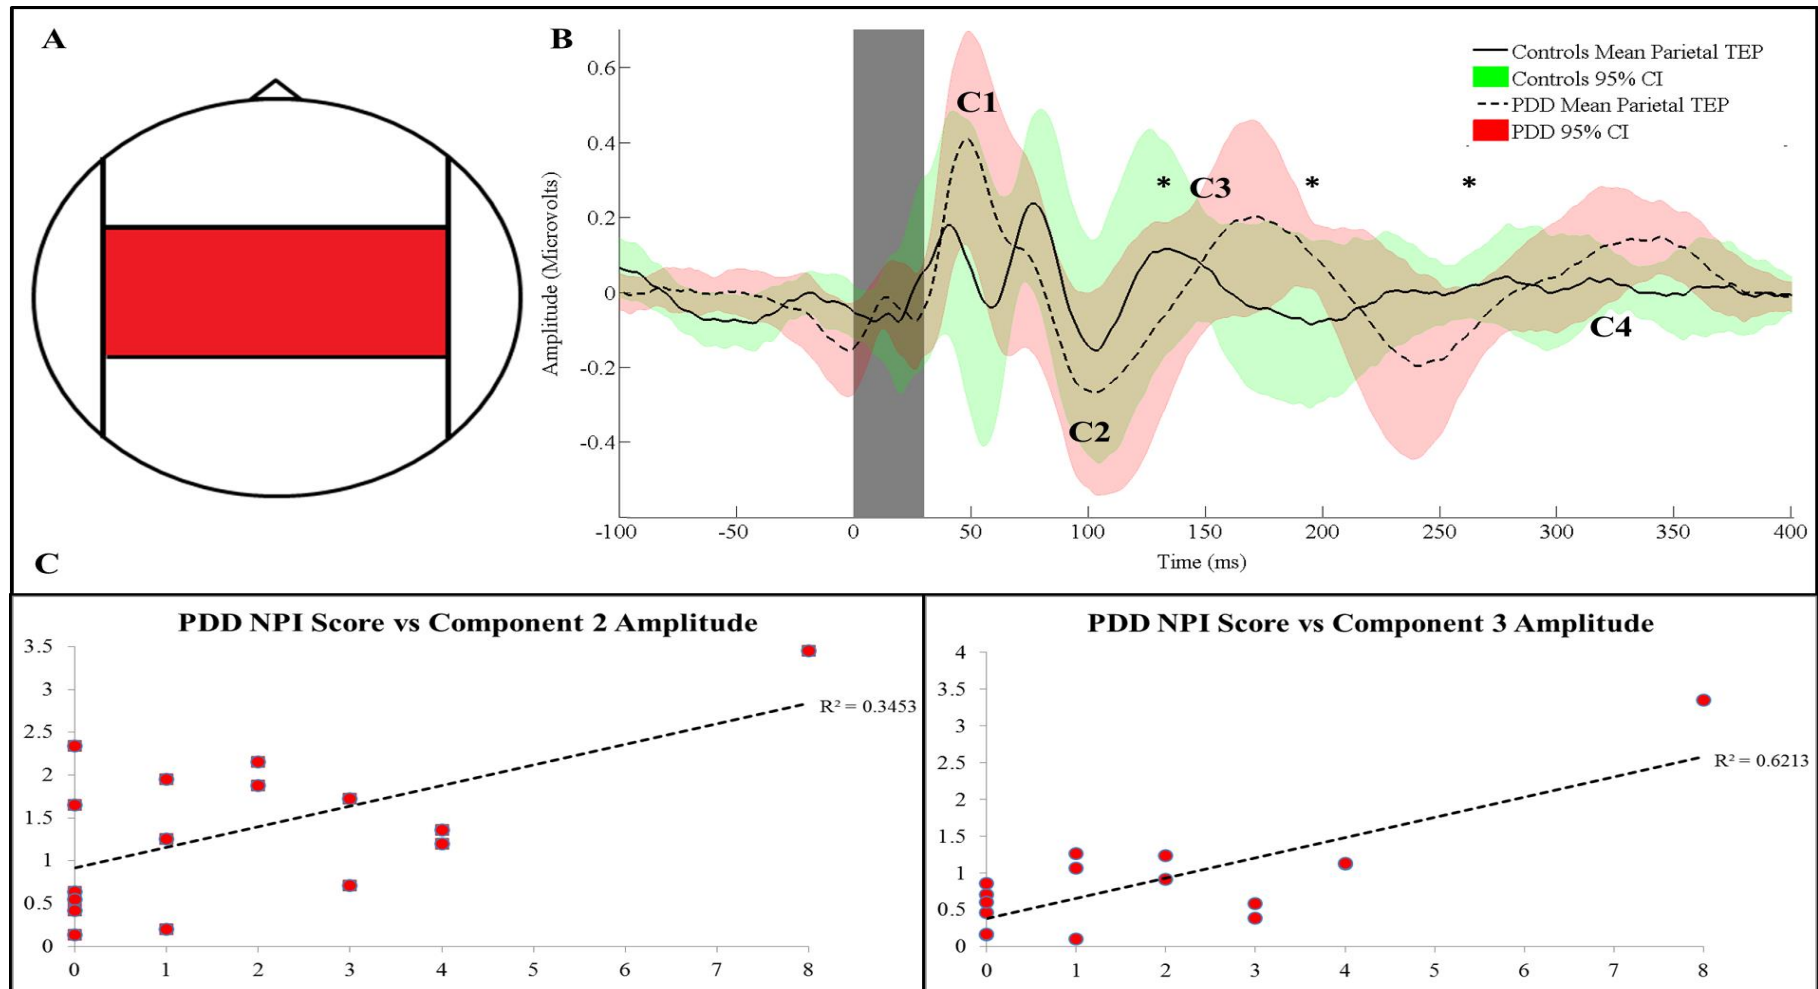 A
B
Controls Mean Parietal TEP
Controls 95% CI
PDD Mean Parietal TEP
PDD 95% CI
0.6
0.4
0.2
0
-0.2
-0.4
Amplitude (Microvolts)
C1
C2
* C3 * *
C4
-100 -50 0 50 100 150 200 250 300 350 400
Time (ms)
C
PDD NPI Score vs Component 2 Amplitude
3.5
3
2.5
2
1.5
1
0.5
0
R² = 0.3453
0 1 2 3 4 5 6 7 8
PDD NPI Score vs Component 3 Amplitude
4
3.5
3
2.5
2
1.5
1
0.5
0
R² = 0.6213
0 1 2 3 4 5 6 7 8